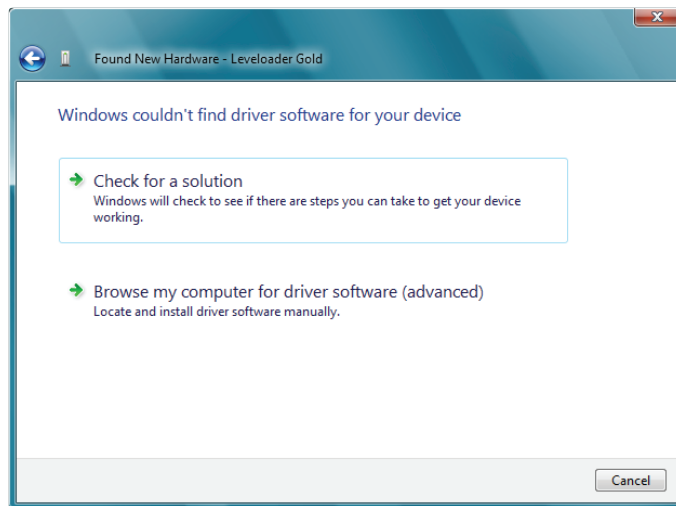 Found New Hardware - Leveloader Gold
Windows couldn't find driver software for your device
Check for a solution
Windows will check to see if there are steps you can take to get your device
working.
Browse my computer for driver software (advanced)
Locate and install driver software manually.
Cancel